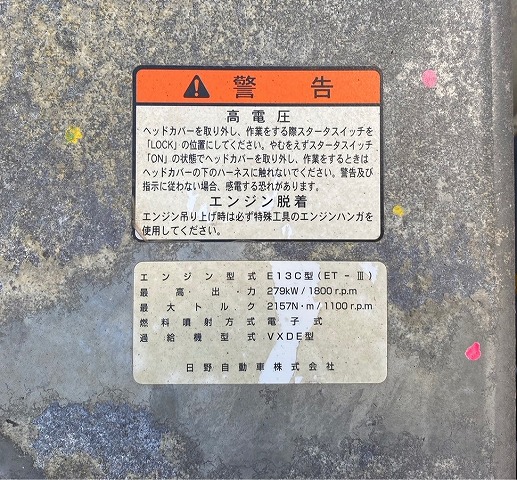 警告
高電圧
ヘッドカバーを取り外し、作業をする際スタータスイッチを
「LOCK」の位置にしてください。やむをえずスタータスイッチ
「ON」の状態でヘッドカバーを取り外し、作業をするときは
ヘッドカバーの下のハーネスに触れないでください。警告及び
指示に従わない場合、感電する恐れがあります。
エンジン脱着
エンジン吊り上げ時は必ず特殊工具のエンジンハンガを
使用してください。
エンジン型式 E13C型(ET-Ⅲ)
最高出力 279kW/1800r.p.m
最大トルク 2157N・m/1100r.p.m
燃料噴射方式 電子式
過給機型式 VXDE型
日野自動車株式会社